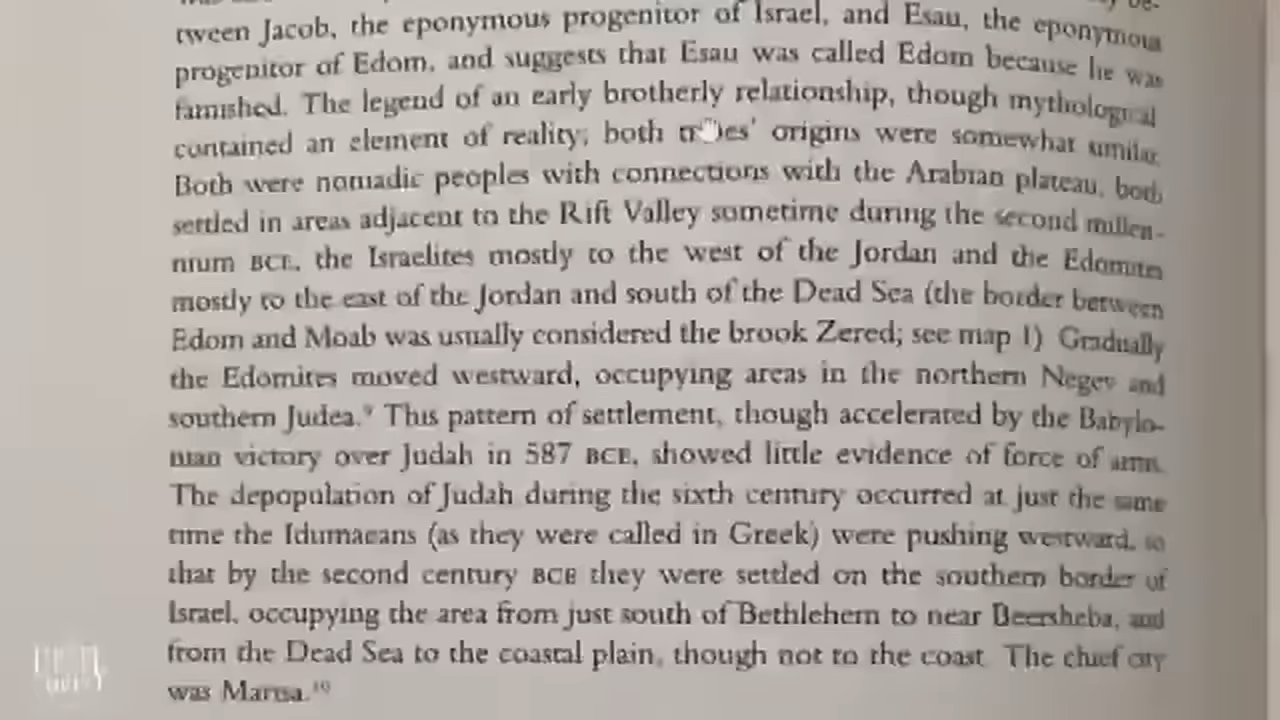 tween Jacob, the eponymous progenitor of Israel, and Esau, the eponymous
progenitor of Edom, and suggests that Esau was called Edom because he was
famished. The legend of an early brotherly relationship, though mythological
contained an element of reality; both origins were somewhat similar.
Both were nomadic peoples with connections with the Arabian plateau, both
settled in areas adjacent to the Rift Valley sometime during the second millen-
nium BCE, the Israelites mostly to the west of the Jordan and the Edomites
mostly to the east of the Jordan and south of the Dead Sea (the border between
Edom and Moab was usually considered the brook Zered; see map 1) Gradually
the Edomites moved westward, occupying areas in the northern Negev and
southern Judea.⁹ This pattern of settlement, though accelerated by the Babylo-
nian victory over Judah in 587 BCE, showed little evidence of force of arms.
The depopulation of Judah during the sixth century occurred at just the same
time the Idumaeans (as they were called in Greek) were pushing westward, so
that by the second century BCE they were settled on the southern border of
Israel, occupying the area from just south of Bethlehem to near Beersheba, and
from the Dead Sea to the coastal plain, though not to the coast. The chief city
was Marisa.¹⁰